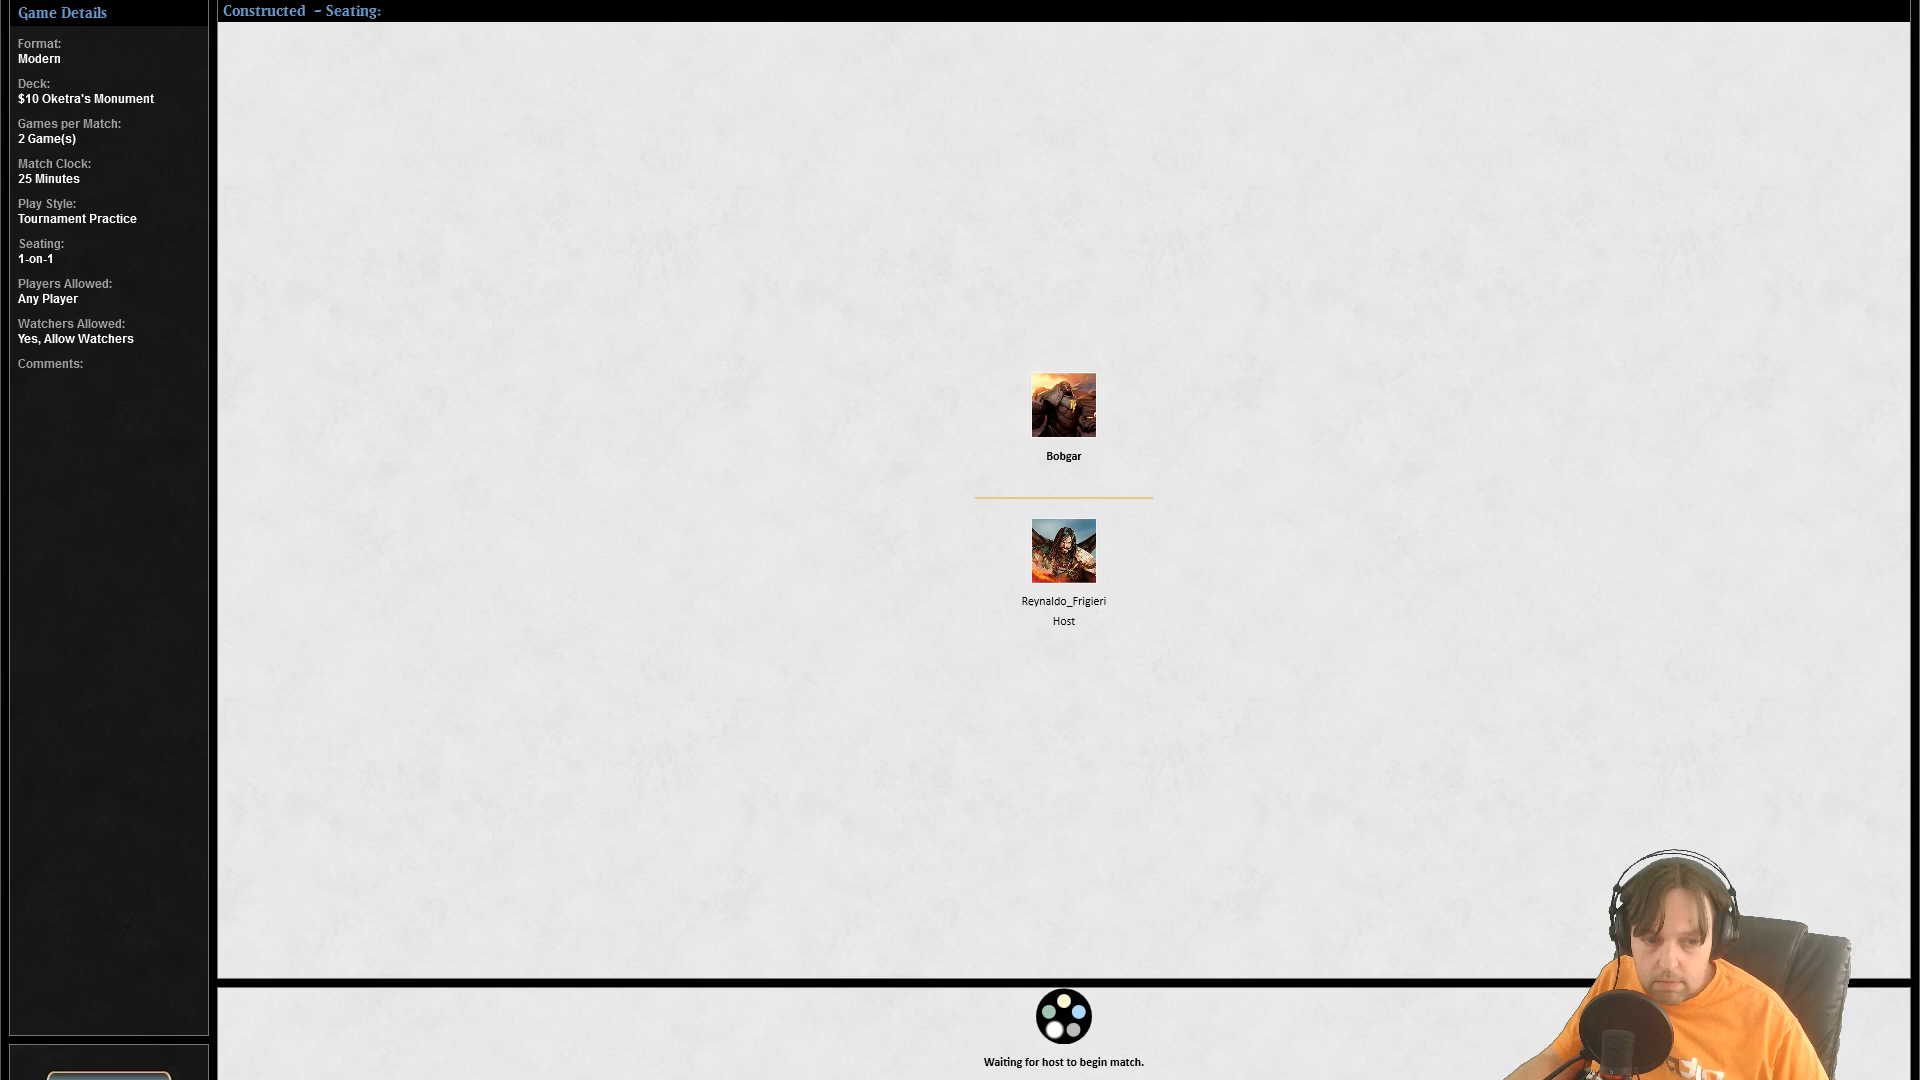 Game Details
Format:
Modern
Deck:
$10 Oketra's Monument
Games per Match:
2 Game(s)
Match Clock:
25 Minutes
Play Style:
Tournament Practice
Seating:
1-on-1
Players Allowed:
Any Player
Watchers Allowed:
Yes, Allow Watchers
Comments:
Constructed - Seating:
Bobgar
Reynaldo_Frigieri
Host
Waiting for host to begin match.